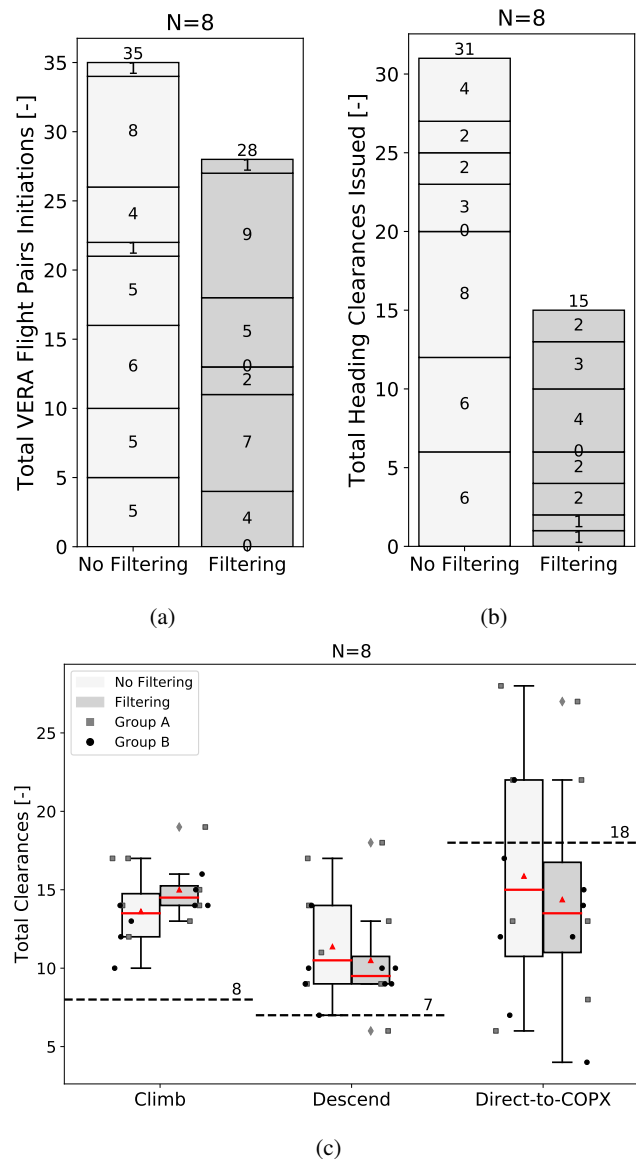 N=8
Total VERA Flight Pairs Initiations [-]
35
30
25
20
15
10
5
0
35
1
8
4
1
5
6
5
5
28
1
9
5
0
2
7
4
0
No Filtering
Filtering
(a)
N=8
Total Heading Clearances Issued [-]
30
25
20
15
10
5
0
31
4
2
2
3
0
8
6
6
15
2
3
4
0
2
2
1
1
No Filtering
Filtering
(b)
N=8
No Filtering
Filtering
Group A
Group B
Total Clearances [-]
25
20
15
10
5
8
7
18
Climb
Descend
Direct-to-COPX
(c)